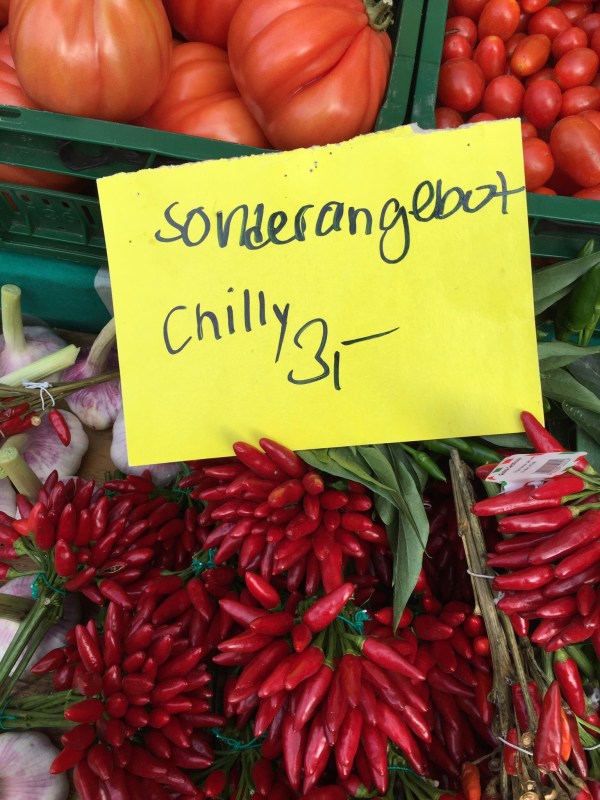 Sonderangebot
Chilly 3,-